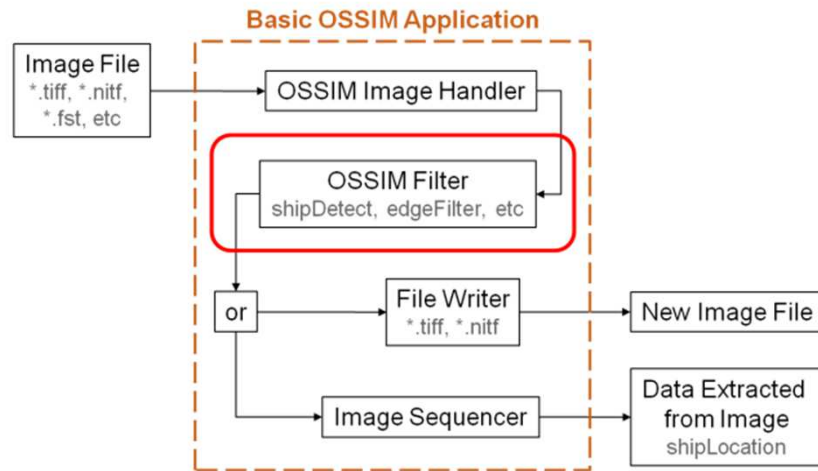 Basic OSSIM Application
Image File
*.tiff, *.nitf,
*.fst, etc
OSSIM Image Handler
OSSIM Filter
shipDetect, edgeFilter, etc
or
File Writer
*.tiff, *.nitf
New Image File
Image Sequencer
Data Extracted
from Image
shipLocation